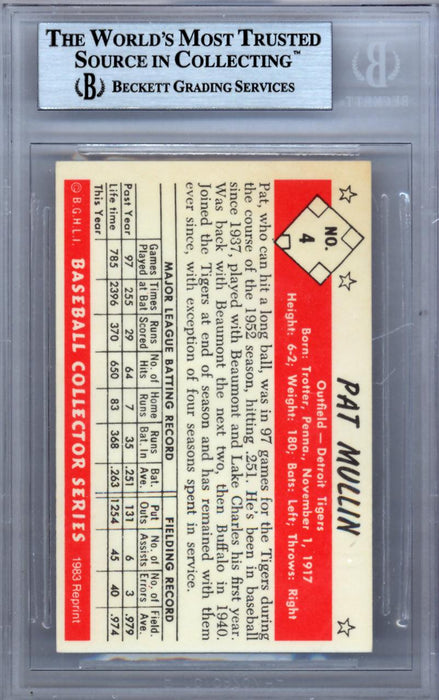 THE WORLD'S MOST TRUSTED
SOURCE IN COLLECTING™
B BECKETT GRADING SERVICES
BECKETT
NO.
4
PAT MULLIN
Outfield — Detroit Tigers
Born: Trotter, Penna., November 1, 1917
Height: 6-2; Weight: 180; Bats: Left; Throws: Right
Pat, who can hit a long ball, was in 97 games for the Tigers during
the course of the 1952 season, hitting .251. He's been in baseball
since 1937, played with Beaumont and Lake Charles his first year.
Was back with Beaumont the next two, then Buffalo in 1940.
Joined the Tigers at end of season and has remained with them
ever since, with exception of four seasons spent in service.
MAJOR LEAGUE BATTING RECORD FIELDING RECORD
Games Times Runs No. of Home Runs Bat. Put No. of No. of Field.
Played at Bat Scored Hits Runs Bat. In Ave. Outs Assists Errors Ave.
Past Year 97 255 29 64 7 35 .251 131 6 3 .979
Life time 785 2396 370 650 83 368 .263 1254 45 40 .974
This Year
© B.G.H.L.I. BASEBALL COLLECTOR SERIES 1983 Reprint